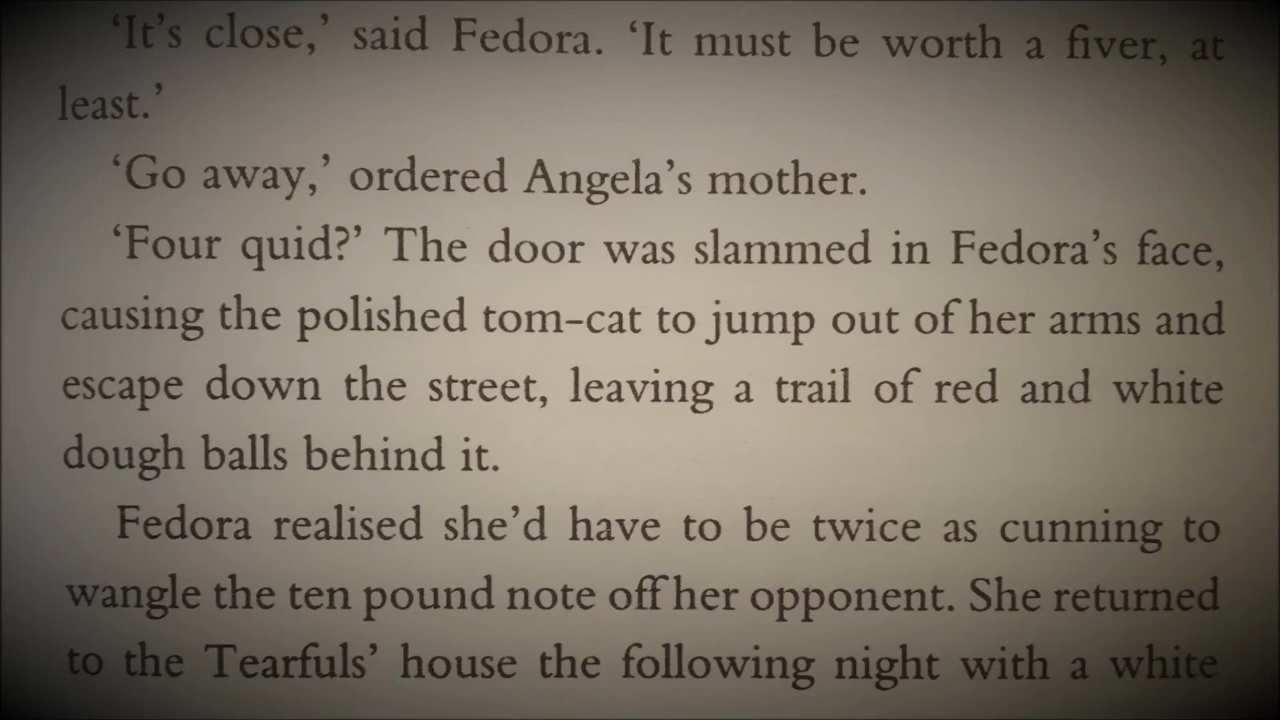 ‘It’s close,’ said Fedora. ‘It must be worth a fiver, at
least.’
‘Go away,’ ordered Angela’s mother.
‘Four quid?’ The door was slammed in Fedora’s face,
causing the polished tom-cat to jump out of her arms and
escape down the street, leaving a trail of red and white
dough balls behind it.
Fedora realised she’d have to be twice as cunning to
wangle the ten pound note off her opponent. She returned
to the Tearfuls’ house the following night with a white